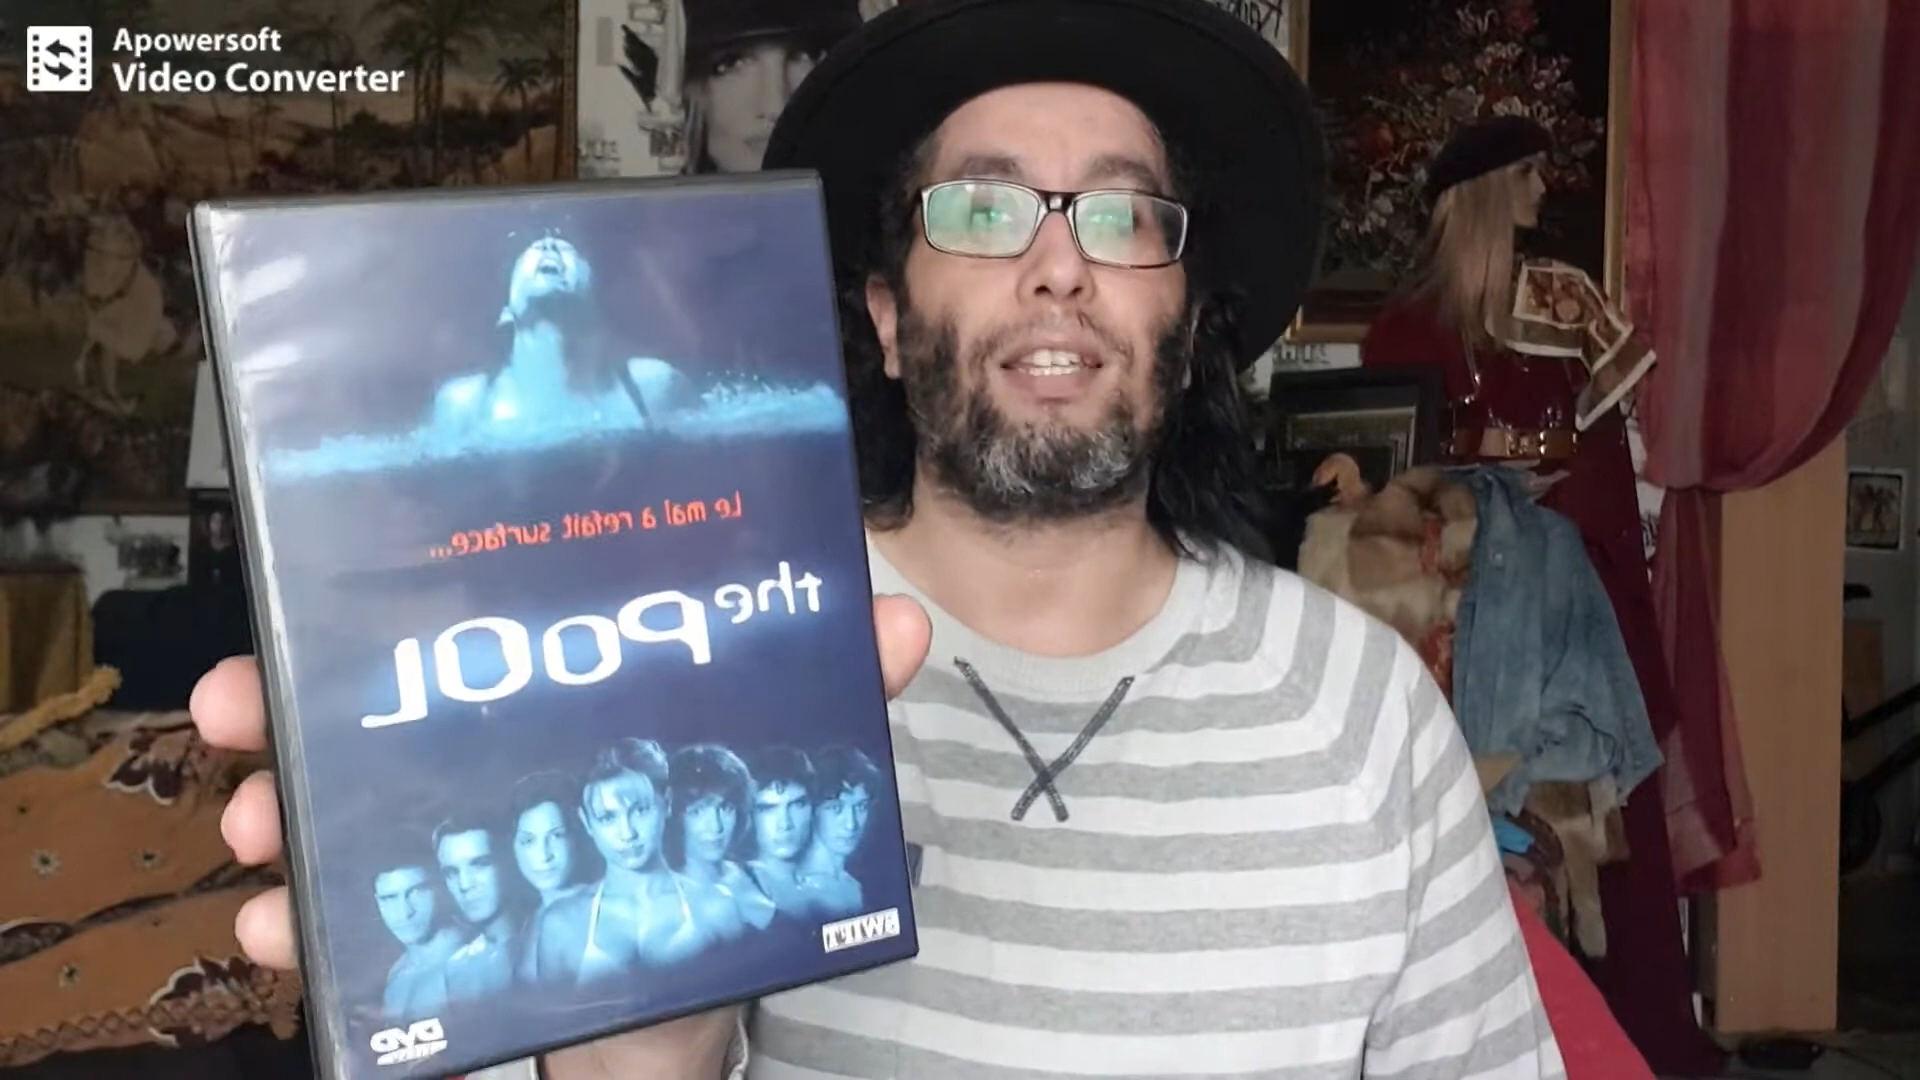 Apowersoft
Video Converter
Le mal a refait surface...
the pool
DVD